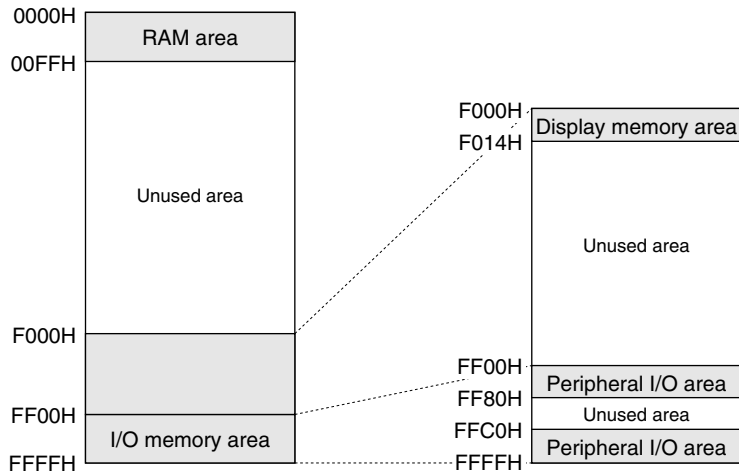 0000H
RAM area
00FFH
Unused area
F000H
FF00H
I/O memory area
FFFFH
F000H
Display memory area
F014H
Unused area
FF00H
Peripheral I/O area
FF80H
Unused area
FFC0H
Peripheral I/O area
FFFFH